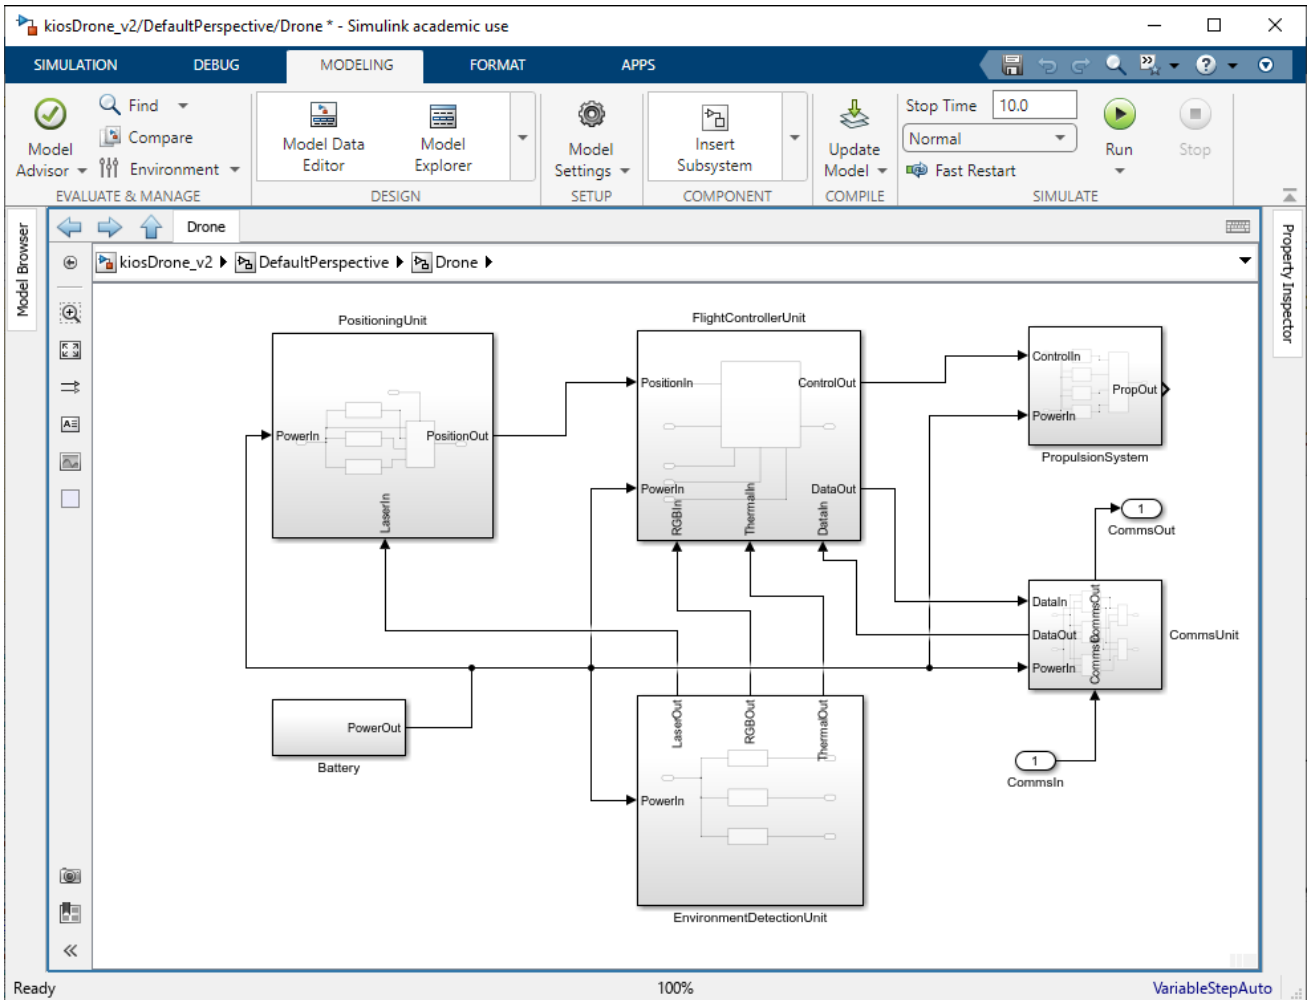 kiosDrone_v2/DefaultPerspective/Drone * - Simulink academic use
SIMULATION DEBUG MODELING FORMAT APPS
Model Advisor
Find
Compare
Environment
EVALUATE & MANAGE
Model Data Editor
Model Explorer
DESIGN
Model Settings
SETUP
Insert Subsystem
COMPONENT
Update Model
COMPILE
Stop Time 10.0
Normal
Fast Restart
Run
Stop
SIMULATE
Model Browser
Drone
kiosDrone_v2 DefaultPerspective Drone
Property Inspector
PositioningUnit
PowerIn
PositionOut
LaserIn
FlightControllerUnit
PositionIn
ControlOut
PowerIn
DataOut
RGBIn
ThermalIn
DataIn
ControlIn
PropOut
PowerIn
PropulsionSystem
1
CommsOut
DataIn
DataOut
PowerIn
CommsOut
CommsUnit
1
CommsIn
PowerOut
Battery
LaserOut
RGBOut
ThermalOut
PowerIn
EnvironmentDetectionUnit
Ready
100%
VariableStepAuto